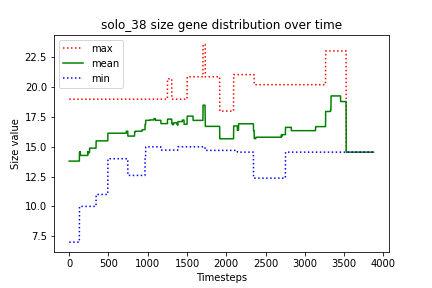 solo_38 size gene distribution over time
max
mean
min
Size value
22.5
20.0
17.5
15.0
12.5
10.0
7.5
0 500 1000 1500 2000 2500 3000 3500 4000
Timesteps